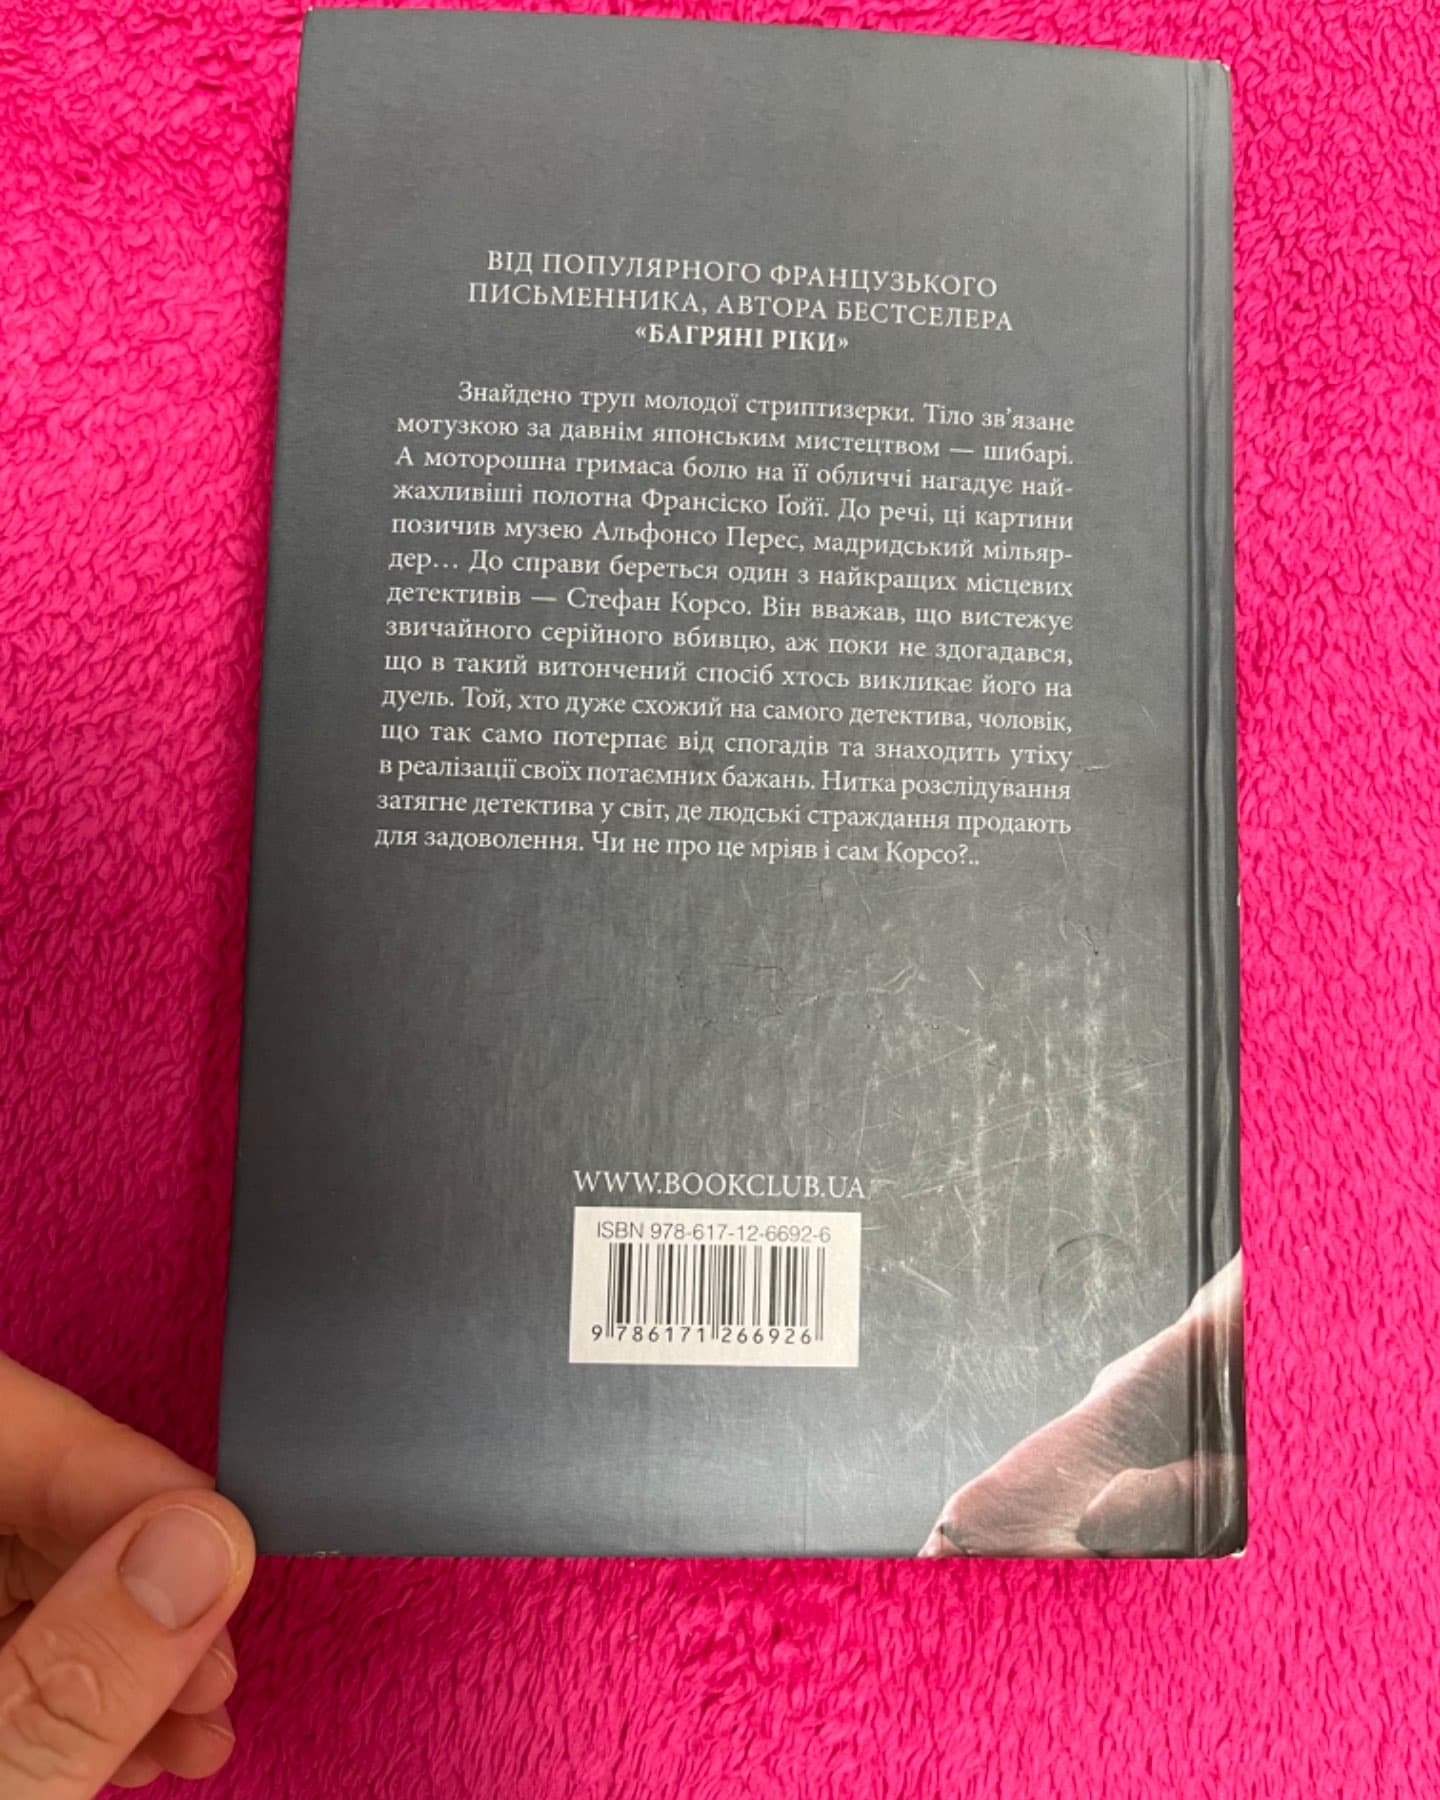 ВІД ПОПУЛЯРНОГО ФРАНЦУЗЬКОГО
ПИСЬМЕННИКА, АВТОРА БЕСТСЕЛЕРА
«БАГРЯНІ РІКИ»
Знайдено труп молодої стриптизерки. Тіло зв’язане
мотузкою за давнім японським мистецтвом — шибарі.
А моторошна гримаса болю на її обличчі нагадує най-
жахливіші полотна Франсіско Ґойї. До речі, ці картини
позичив музею Альфонсо Перес, мадридський мільяр-
дер… До справи береться один з найкращих місцевих
детективів — Стефан Корсо. Він вважав, що вистежує
звичайного серійного вбивцю, аж поки не здогадався,
що в такий витончений спосіб хтось викликає його на
дуель. Той, хто дуже схожий на самого детектива, чоловік,
що так само потерпає від спогадів та знаходить утіху
в реалізації своїх потаємних бажань. Нитка розслідування
затягне детектива у світ, де людські страждання продають
для задоволення. Чи не про це мріяв і сам Корсо?..
WWW.BOOKCLUB.UA
ISBN 978-617-12-6692-6
9 786171 266926